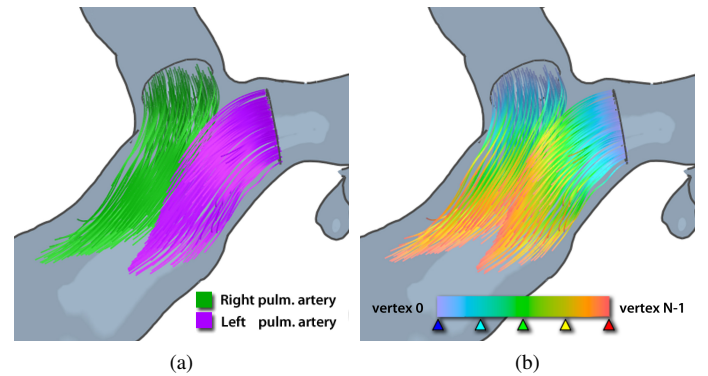 Right pulm. artery
Left pulm. artery
vertex 0
vertex N-1
(a)
(b)